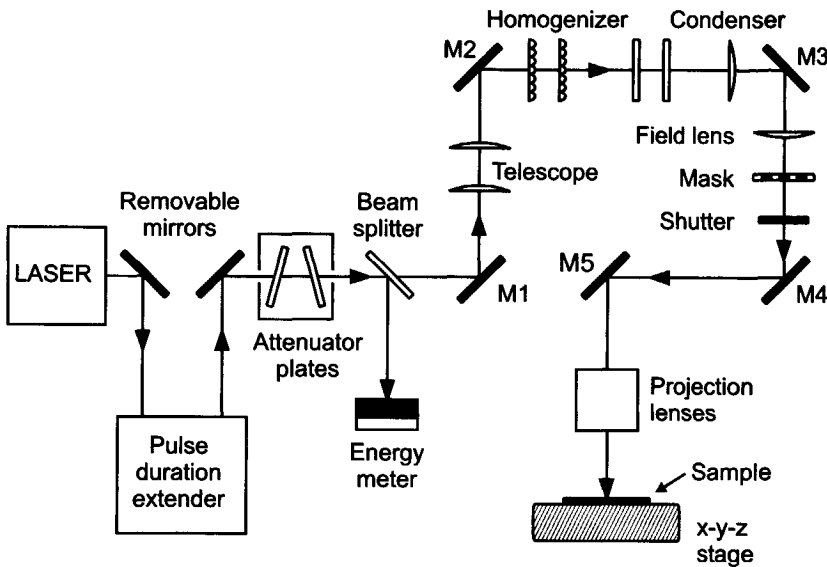 Homogenizer
Condenser
M2
M3
Field lens
Telescope
Mask
Removable
mirrors
Beam
splitter
Shutter
LASER
M5
M1
M4
Attenuator
plates
Projection
lenses
Pulse
duration
extender
Energy
meter
Sample
x-y-z
stage